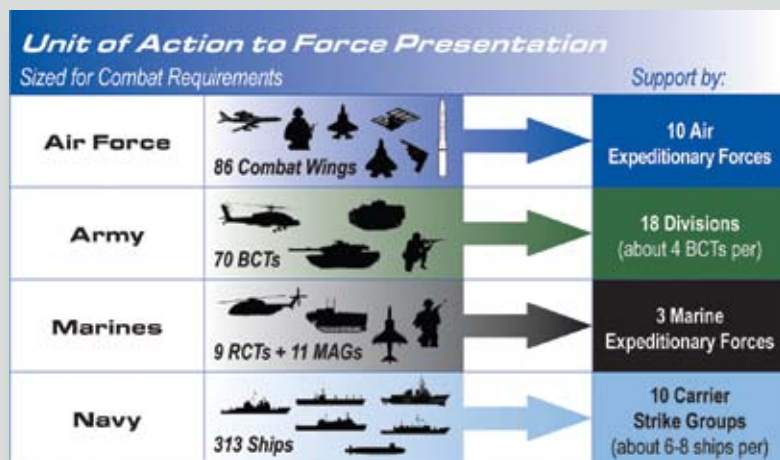 Unit of Action to Force Presentation
Sized for Combat Requirements
Support by:
Air Force
86 Combat Wings
10 Air
Expeditionary Forces
Army
70 BCTs
18 Divisions
(about 4 BCTs per)
Marines
9 RCTs + 11 MAGs
3 Marine
Expeditionary Forces
Navy
313 Ships
10 Carrier
Strike Groups
(about 6-8 ships per)